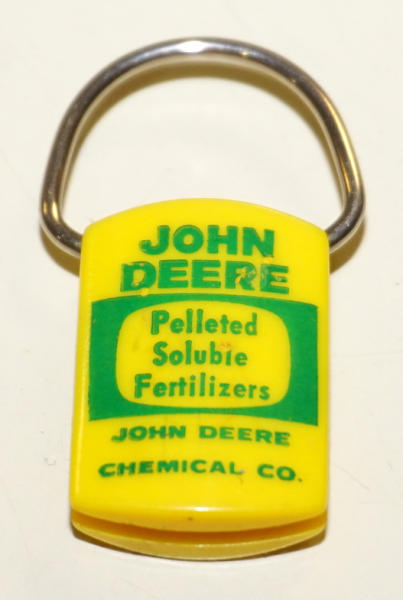 JOHN
DEERE
Pelleted
Soluble
Fertilizers
JOHN DEERE
CHEMICAL CO.